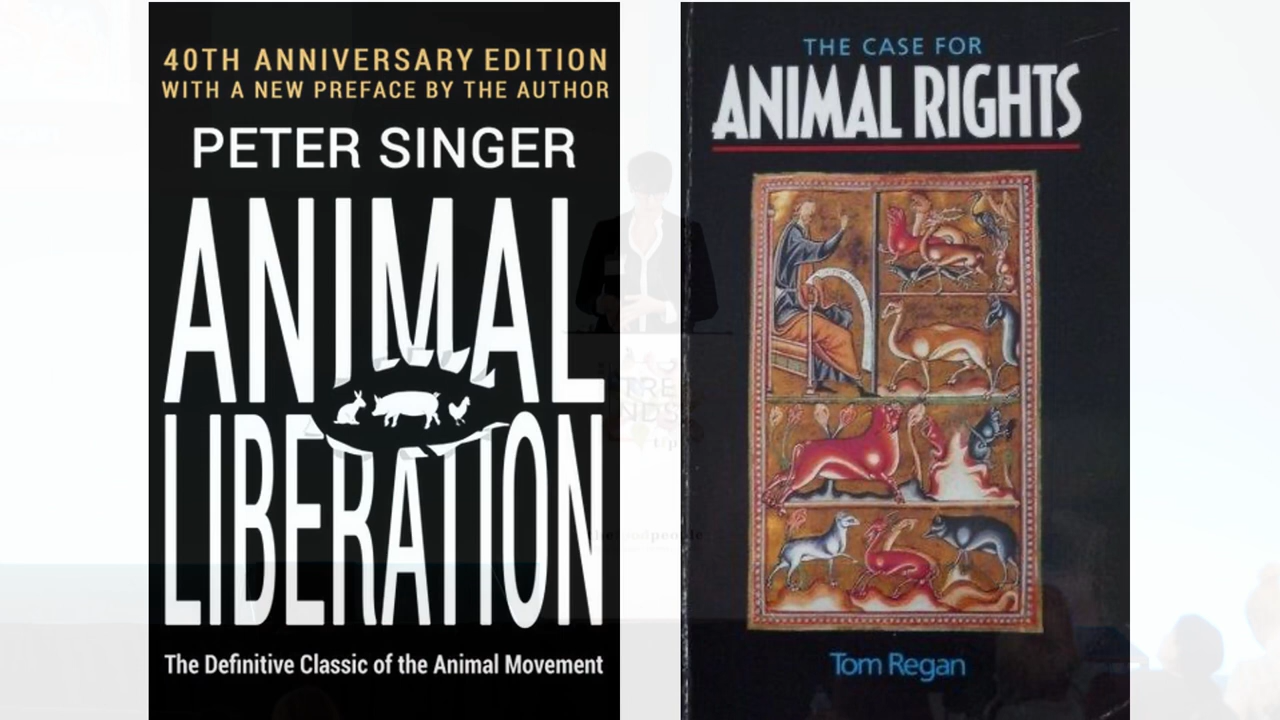 40TH ANNIVERSARY EDITION
WITH A NEW PREFACE BY THE AUTHOR
PETER SINGER
ANIMAL
LIBERATION
The Definitive Classic of the Animal Movement
THE CASE FOR
ANIMAL RIGHTS
Tom Regan